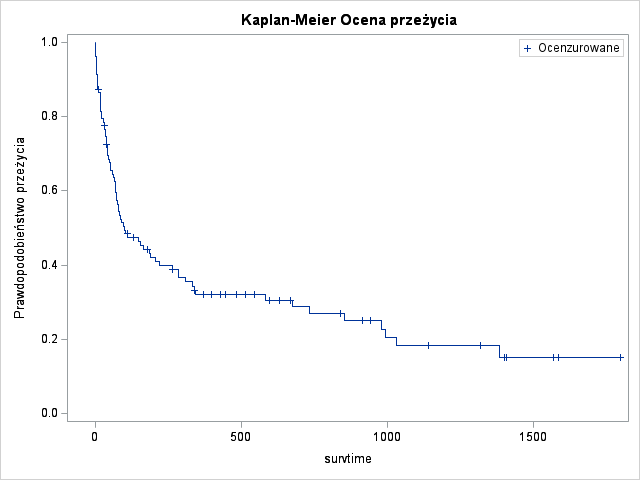 Kaplan-Meier Ocena przeżycia
Ocenzurowane
Prawdopodobieństwo przeżycia
1.0
0.8
0.6
0.4
0.2
0.0
0 500 1000 1500
survtime